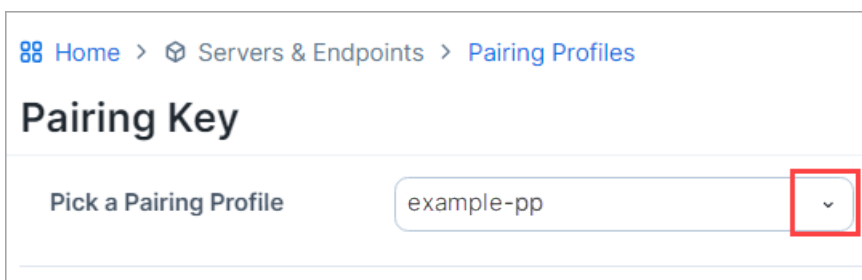 Home > Servers & Endpoints > Pairing Profiles
Pairing Key
Pick a Pairing Profile example-pp